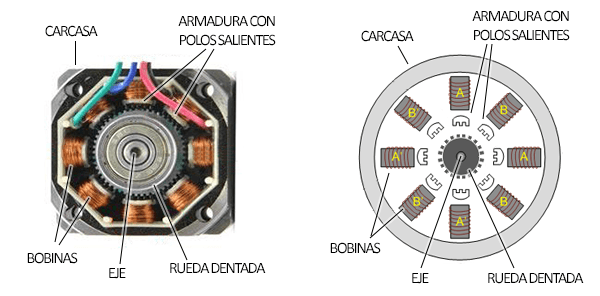 CARCASA
ARMADURA CON
POLOS SALIENTES
BOBINAS
EJE
RUEDA DENTADA
ARMADURA CON
POLOS SALIENTES
CARCASA
A
B
B
A
A
B
B
A
BOBINAS
EJE
RUEDA DENTADA